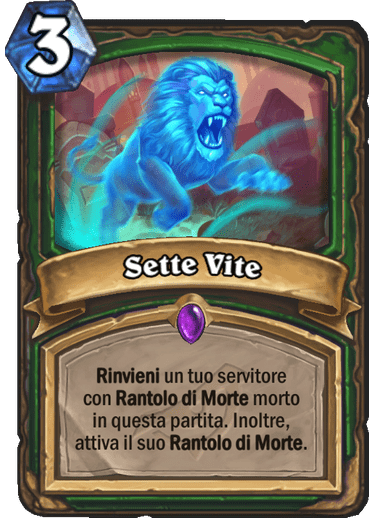 3
Sette Vite
Rinvieni un tuo servitore
con Rantolo di Morte morto
in questa partita. Inoltre,
attiva il suo Rantolo di Morte.